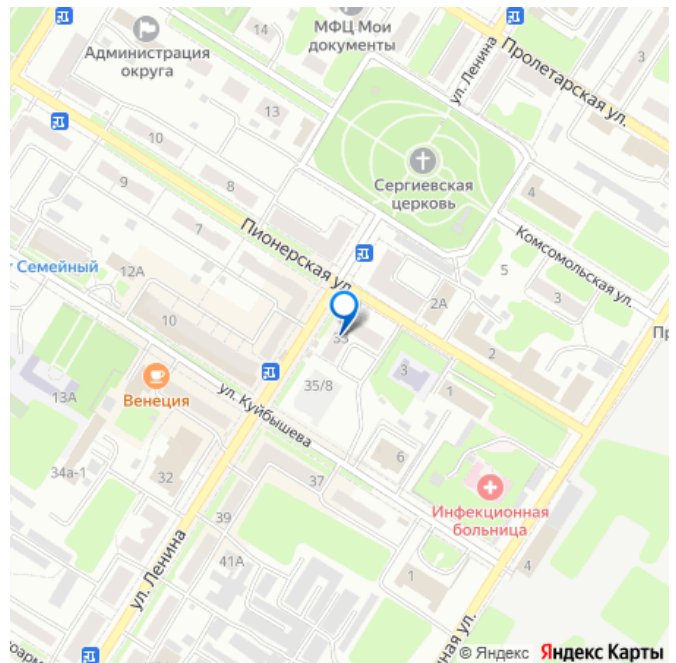 МФЦ Мои
документы
14
Администрация
округа
ул. Ленина
Пролетарская ул.
3
13
10
Сергиевская
церковь
4
9
8
7
Пионерская ул.
Комсомольская ул.
5
Семейный
12А
3
2А
10
33
2
Венеция
13А
35/8
3
1
ул. Куйбышева
34а-1
32
37
6
Инфекционная
больница
39
41А
ул. Ленина
1
4
ная ул.
© Яндекс Яндекс Карты